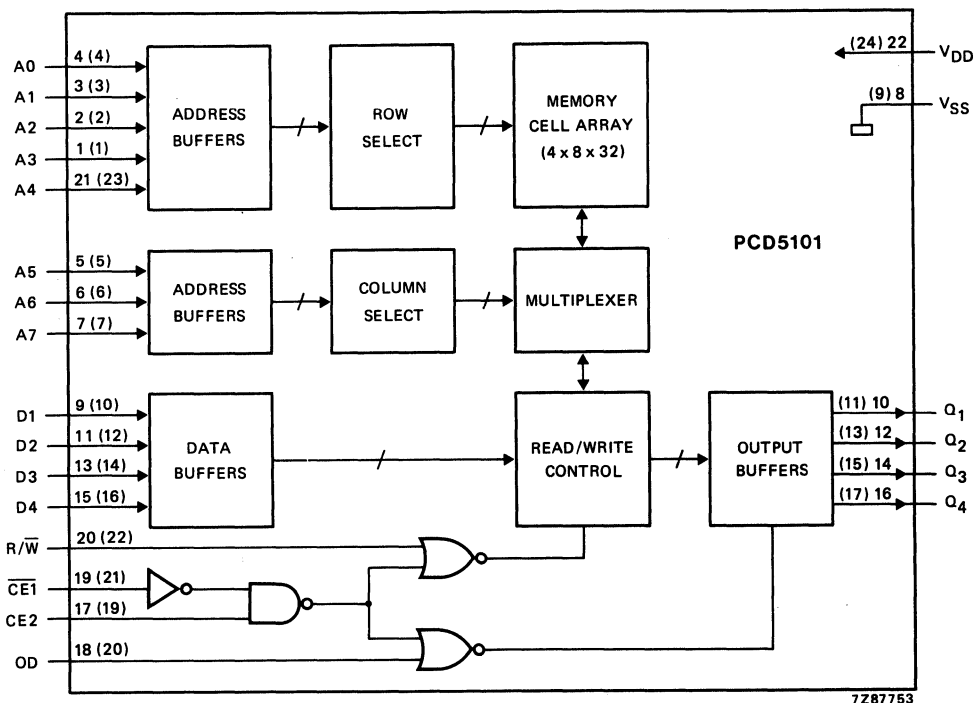 A0 4 (4)
A1 3 (3)
A2 2 (2)
A3 1 (1)
A4 21 (23)
ADDRESS
BUFFERS
ROW
SELECT
MEMORY
CELL ARRAY
(4 x 8 x 32)
(24) 22 VDD
(9) 8 VSS
PCD5101
A5 5 (5)
A6 6 (6)
A7 7 (7)
ADDRESS
BUFFERS
COLUMN
SELECT
MULTIPLEXER
D1 9 (10)
D2 11 (12)
D3 13 (14)
D4 15 (16)
DATA
BUFFERS
READ/WRITE
CONTROL
OUTPUT
BUFFERS
(11) 10 Q1
(13) 12 Q2
(15) 14 Q3
(17) 16 Q4
R/W̅ 20 (22)
C̅E̅1̅ 19 (21)
CE2 17 (19)
OD 18 (20)
7Z87753